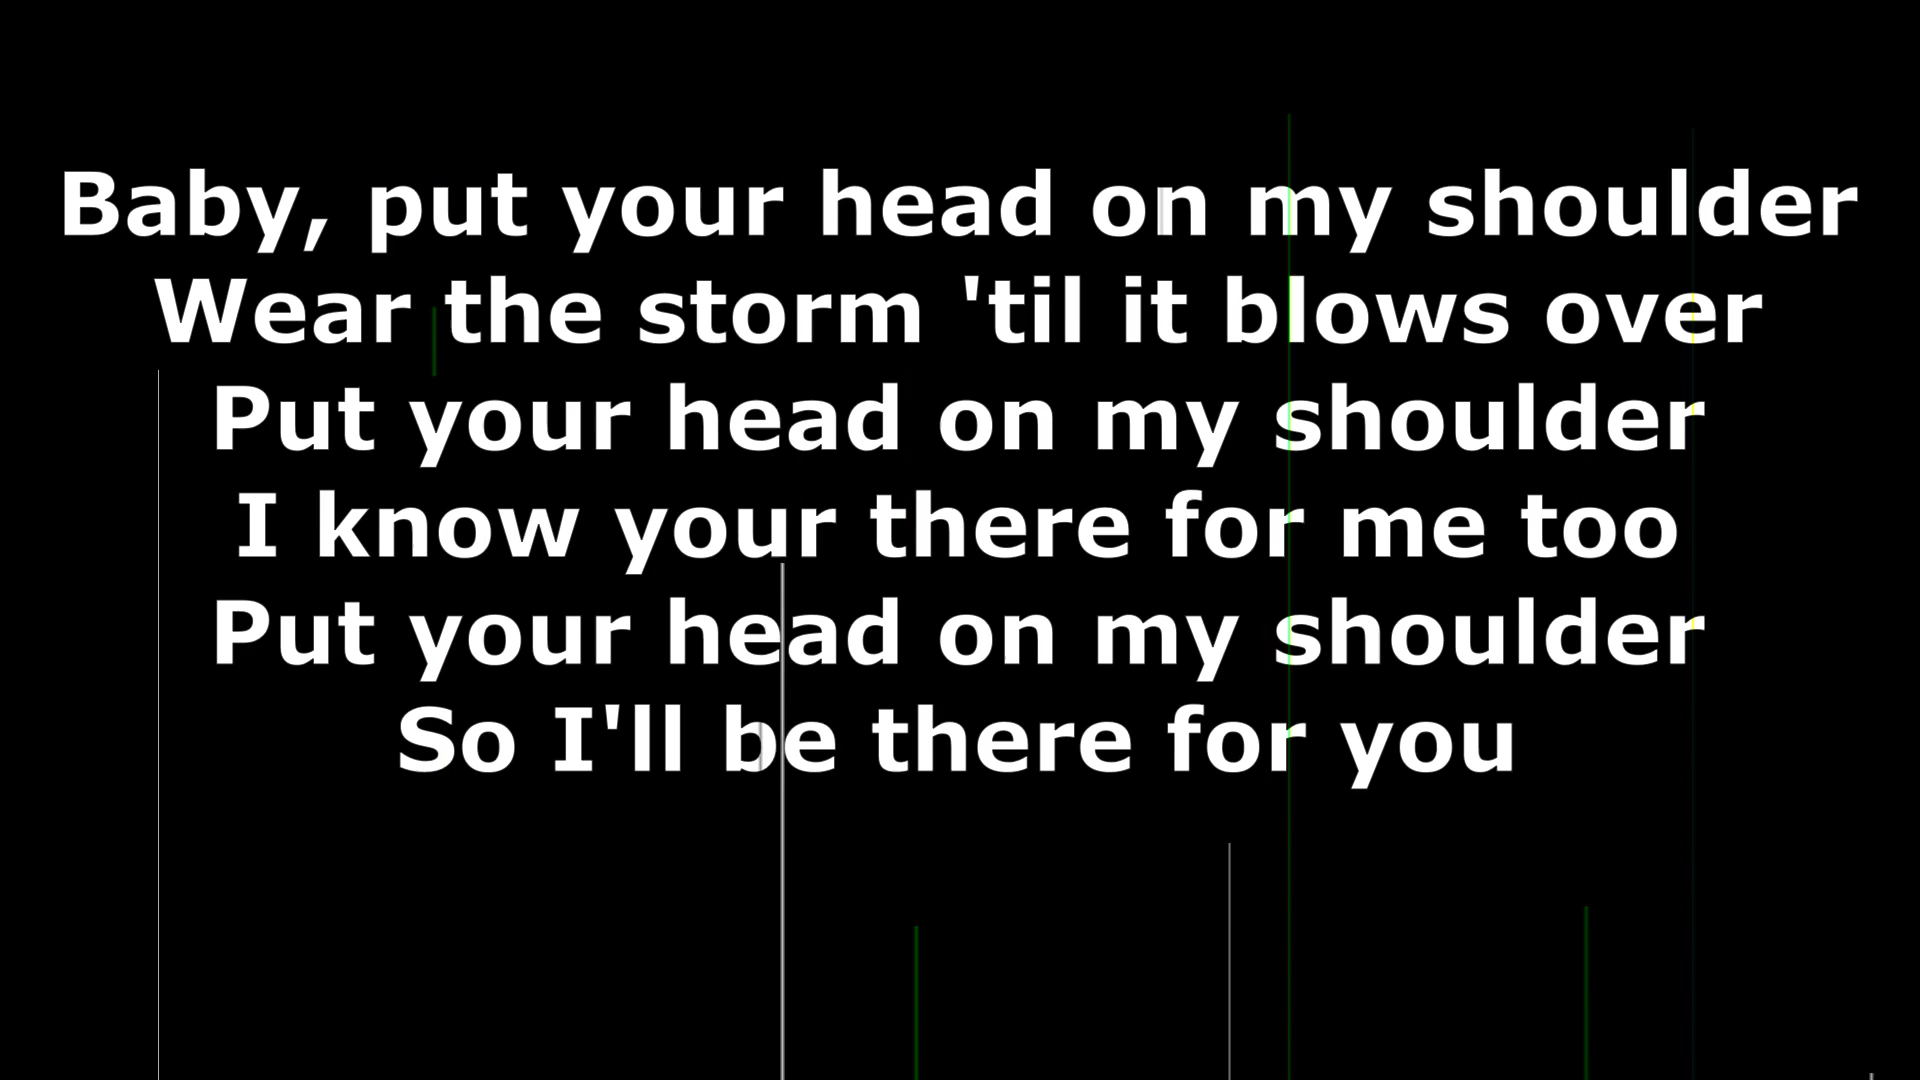 Baby, put your head on my shoulder
Wear the storm 'til it blows over
Put your head on my shoulder
I know your there for me too
Put your head on my shoulder
So I'll be there for you